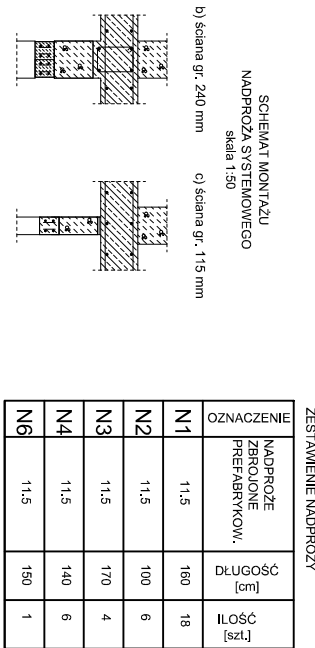 SCHEMAT MONTAŻU
NADPROŻA SYSTEMOWEGO
skala 1:50
b) ściana gr. 240 mm
c) ściana gr. 115 mm
ZESTAWIENIE NADPROŻY
OZNACZENIE | NADPROŻE ZBROJONE PREFABRYKOW. | DŁUGOŚĆ [cm] | ILOŚĆ [szt.]
N1 | 11.5 | 160 | 18
N2 | 11.5 | 100 | 6
N3 | 11.5 | 170 | 4
N4 | 11.5 | 140 | 6
N6 | 11.5 | 150 | 1